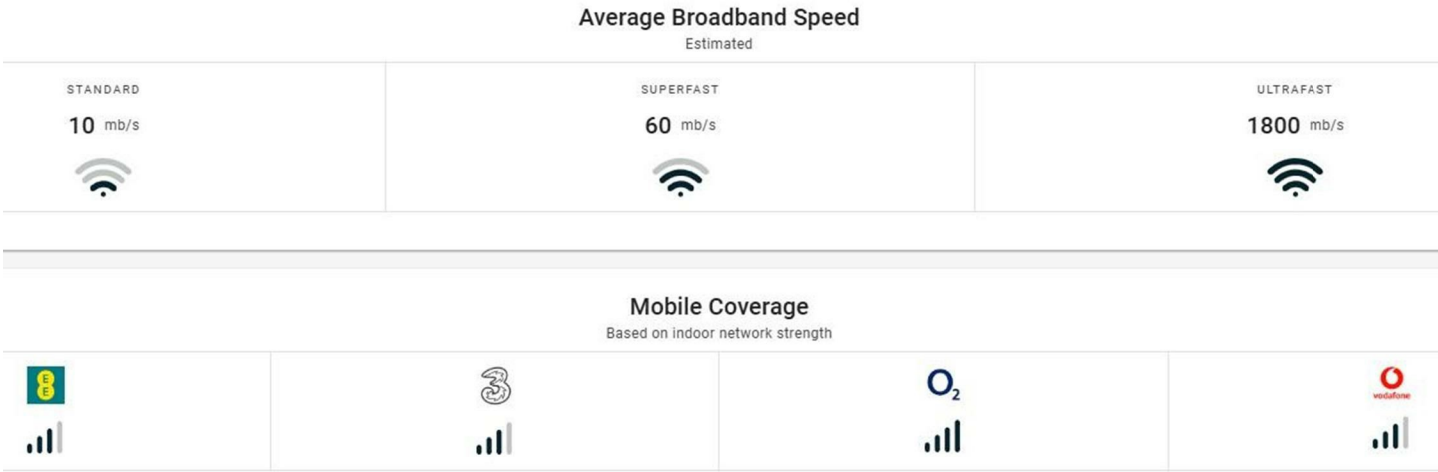 Average Broadband Speed
Estimated
STANDARD
SUPERFAST
ULTRAFAST
10 mb/s
60 mb/s
1800 mb/s
Mobile Coverage
Based on indoor network strength
EE
3
O2
vodafone